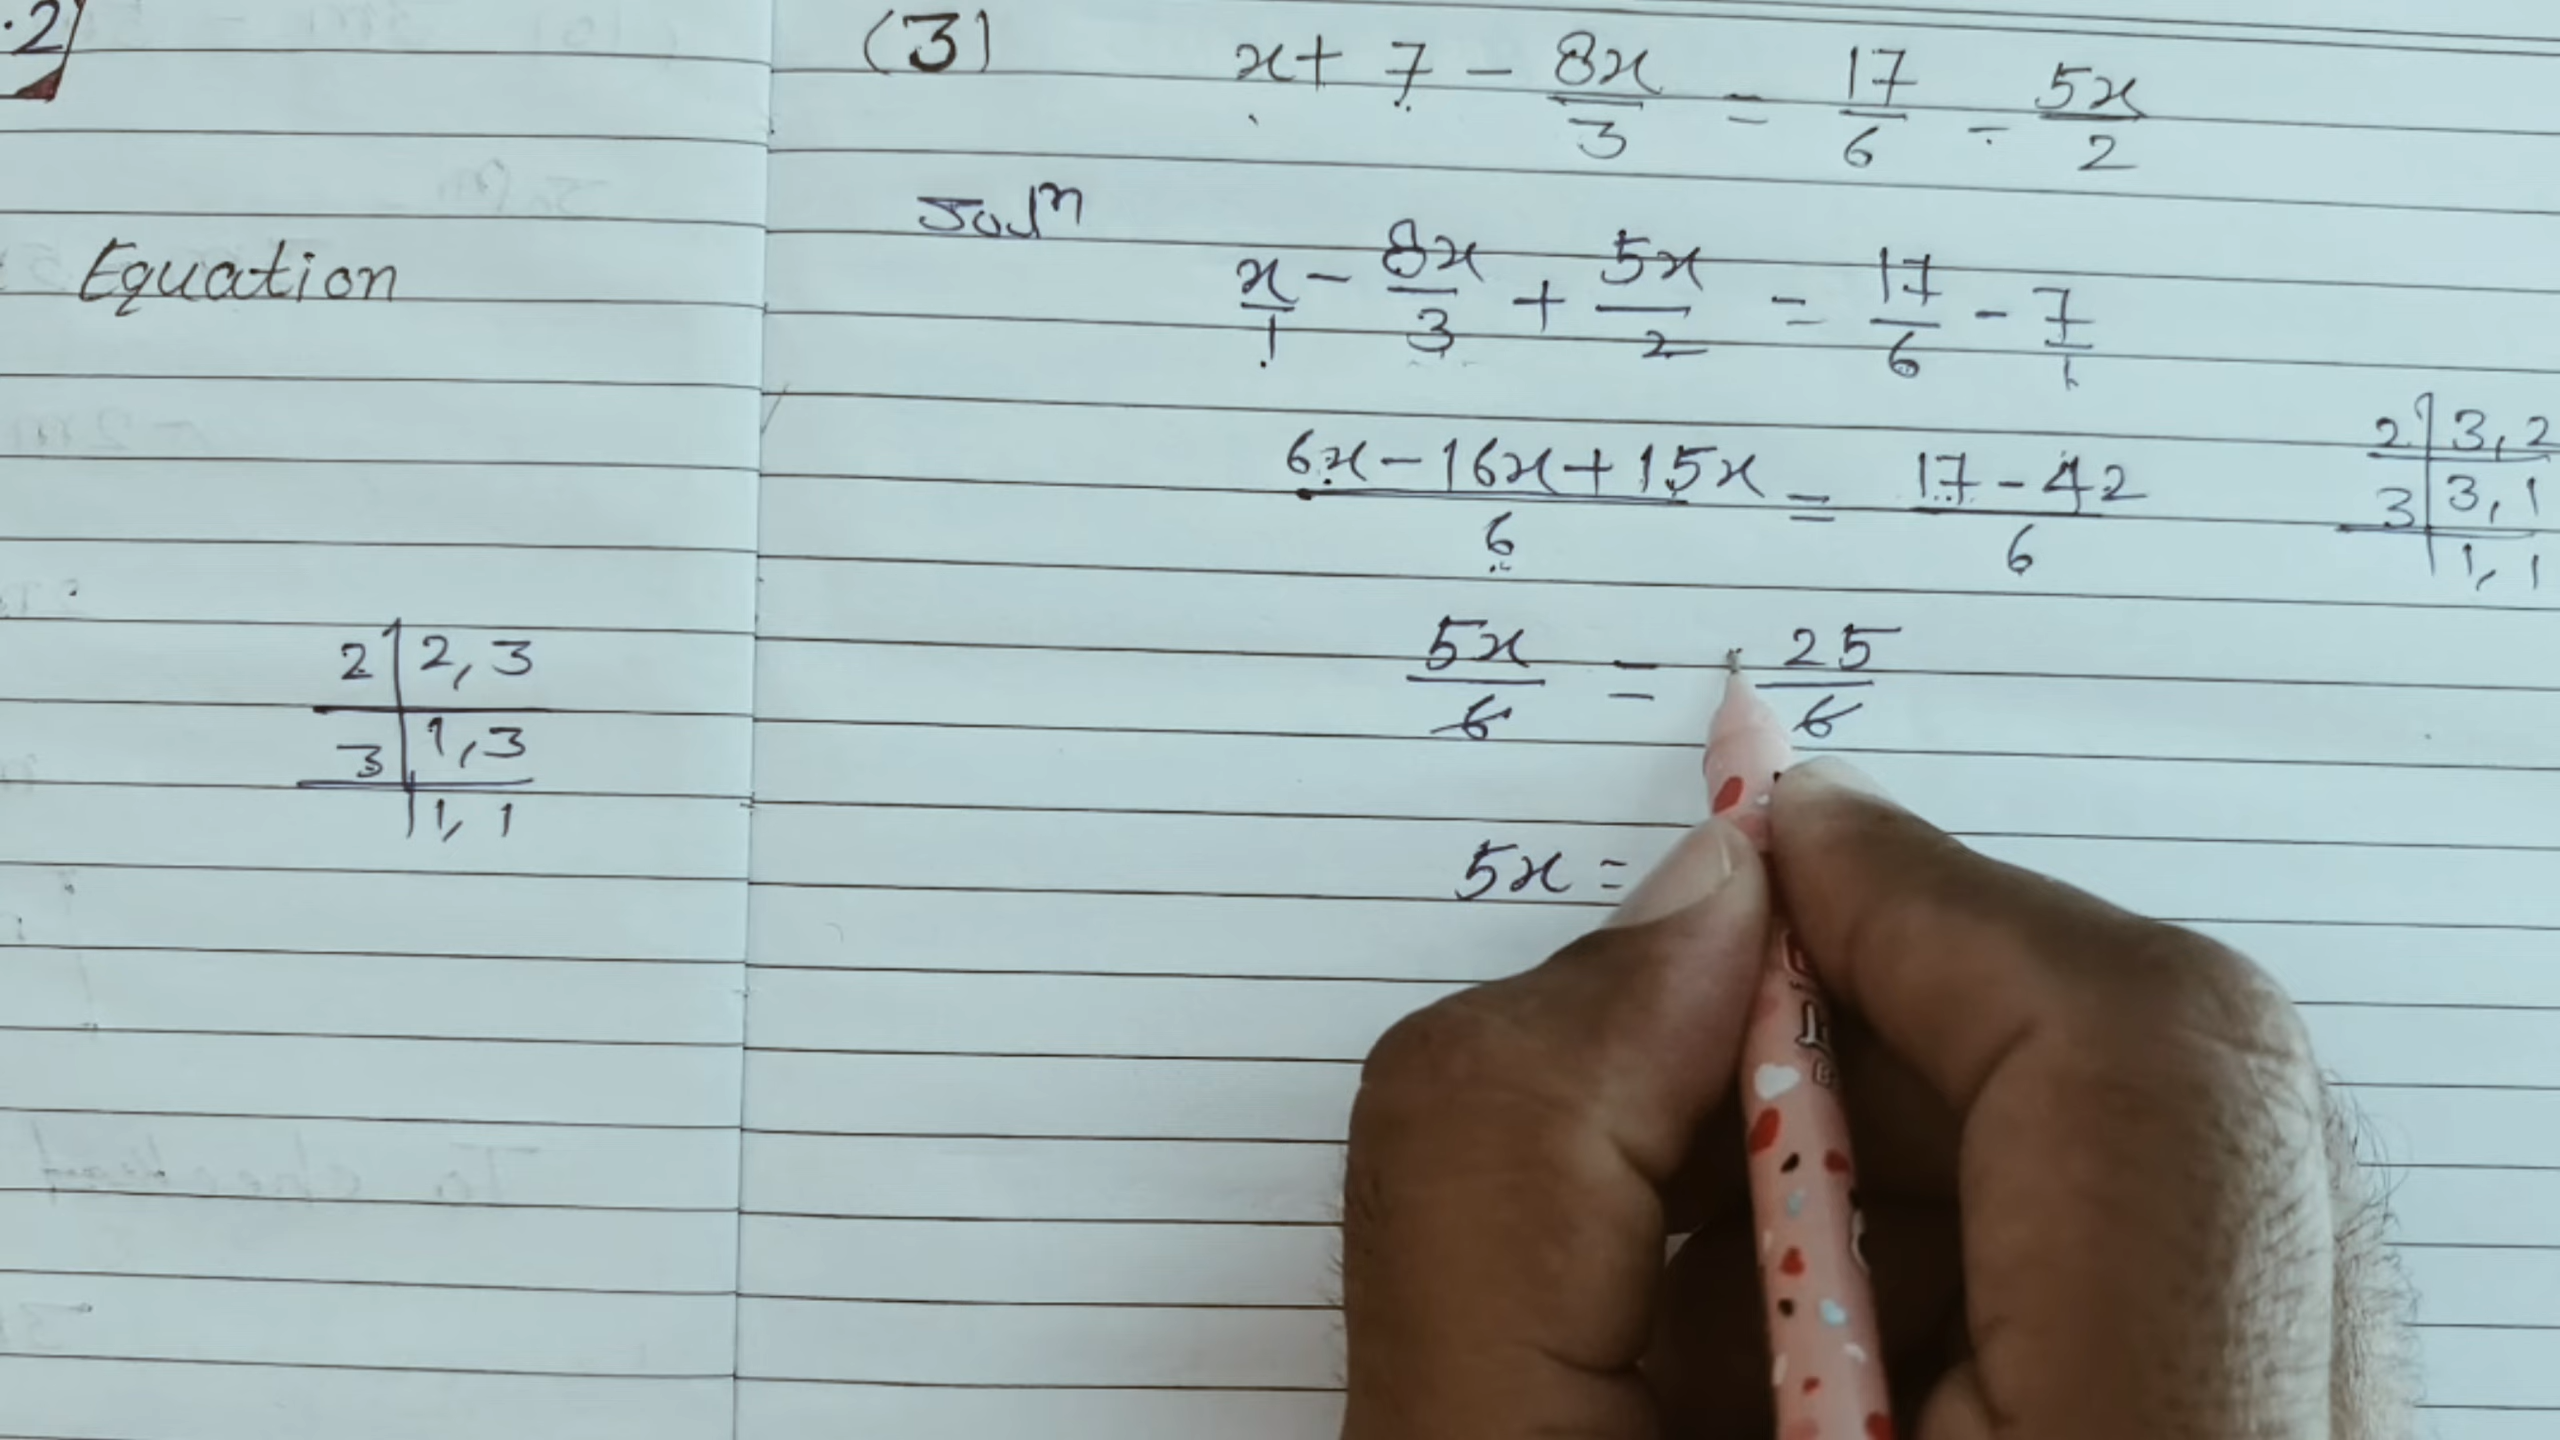 .2
Equation
2 | 2, 3
3 | 1, 3
| 1, 1
(3) x + 7 - 8x/3 = 17/6 - 5x/2
Solⁿ
x/1 - 8x/3 + 5x/2 = 17/6 - 7/1
(6x - 16x + 15x)/6 = (17 - 42)/6
2 | 3, 2
3 | 3, 1
| 1, 1
5x/6 = 25/6
5x =